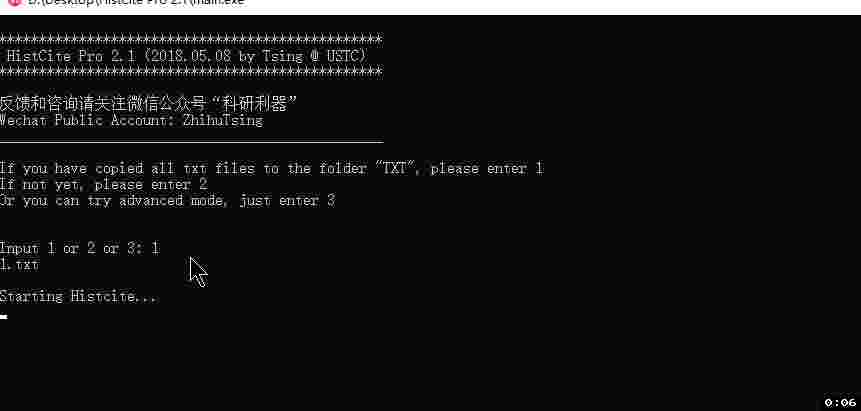 D:\Desktop\HistCite Pro 2.1\main.exe
************************************************
HistCite Pro 2.1 (2018.05.08 by Tsing @ USTC)
************************************************
反馈和咨询请关注微信公众号“科研利器”
Wechat Public Account: ZhihuTsing
________________________________________________
If you have copied all txt files to the folder "TXT", please enter 1
If not yet, please enter 2
Or you can try advanced mode, just enter 3
Input 1 or 2 or 3: 1
1.txt
Starting Histcite...
0:06